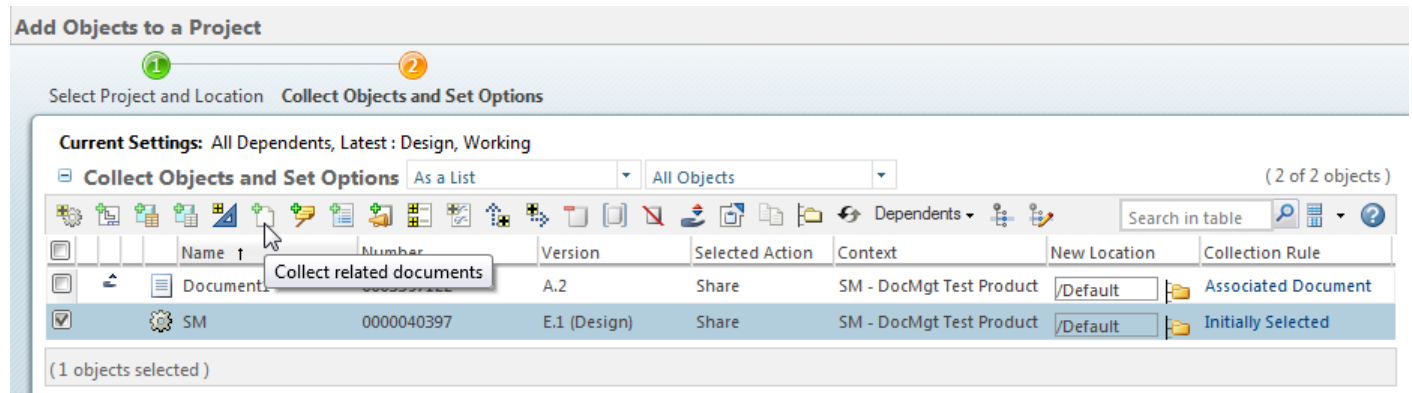 Add Objects to a Project
1 2
Select Project and Location Collect Objects and Set Options
Current Settings: All Dependents, Latest : Design, Working
Collect Objects and Set Options As a List All Objects ( 2 of 2 objects )
Dependents Search in table
Name Number Version Selected Action Context New Location Collection Rule
Collect related documents
A.2 Share SM - DocMgt Test Product /Default Associated Document
SM 0000040397 E.1 (Design) Share SM - DocMgt Test Product /Default Initially Selected
(1 objects selected )